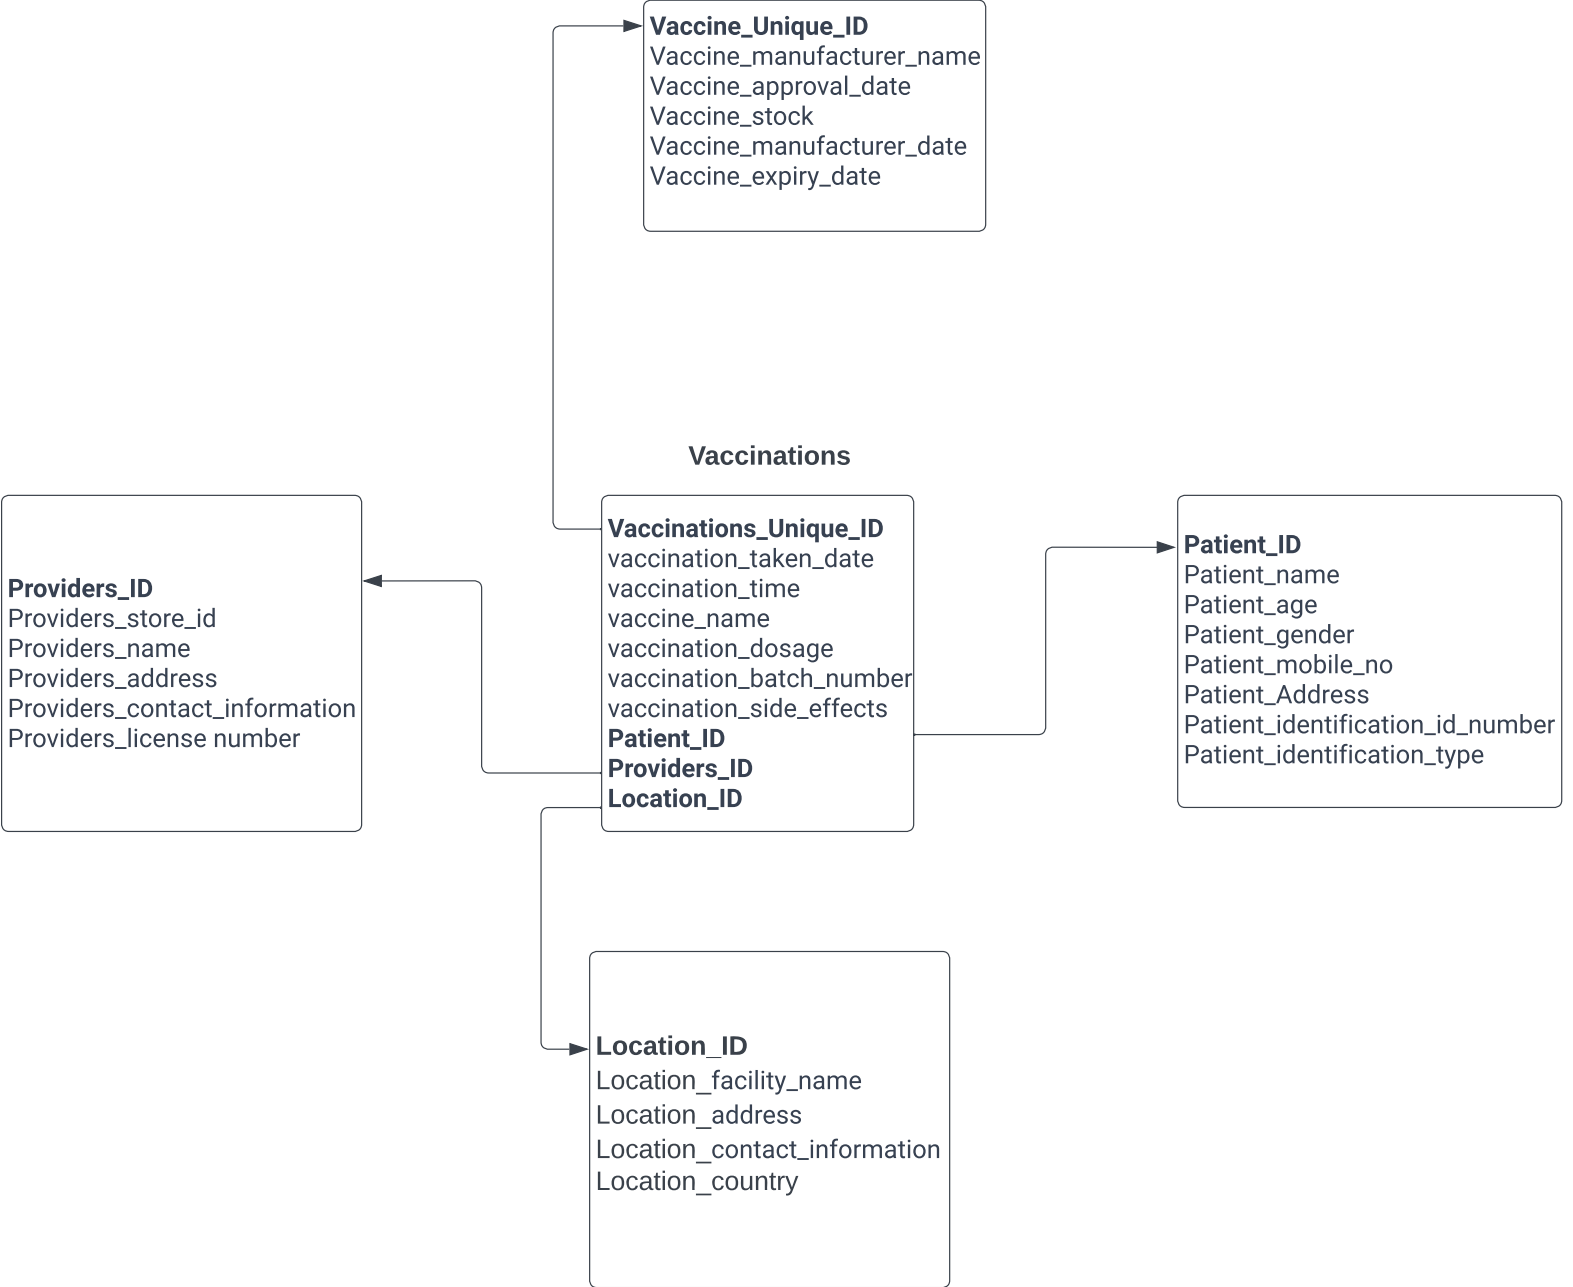 Vaccine_Unique_ID
Vaccine_manufacturer_name
Vaccine_approval_date
Vaccine_stock
Vaccine_manufacturer_date
Vaccine_expiry_date
Vaccinations
Providers_ID
Providers_store_id
Providers_name
Providers_address
Providers_contact_information
Providers_license number
Vaccinations_Unique_ID
vaccination_taken_date
vaccination_time
vaccine_name
vaccination_dosage
vaccination_batch_number
vaccination_side_effects
Patient_ID
Providers_ID
Location_ID
Patient_ID
Patient_name
Patient_age
Patient_gender
Patient_mobile_no
Patient_Address
Patient_identification_id_number
Patient_identification_type
Location_ID
Location_facility_name
Location_address
Location_contact_information
Location_country